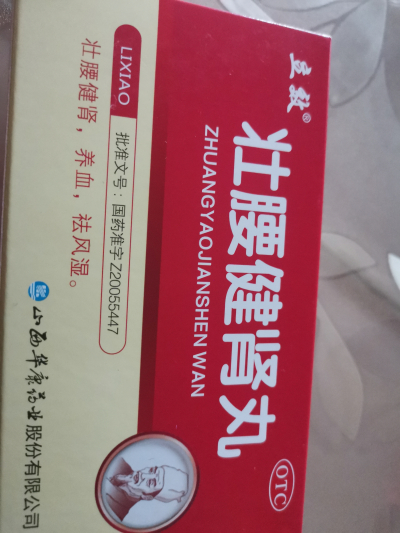 立效®
壮腰健肾丸
ZHUANGYAOJIANSHEN WAN
OTC
LIXIAO
批准文号：国药准字Z20055447
壮腰健肾，养血，祛风湿。
山西华康药业股份有限公司